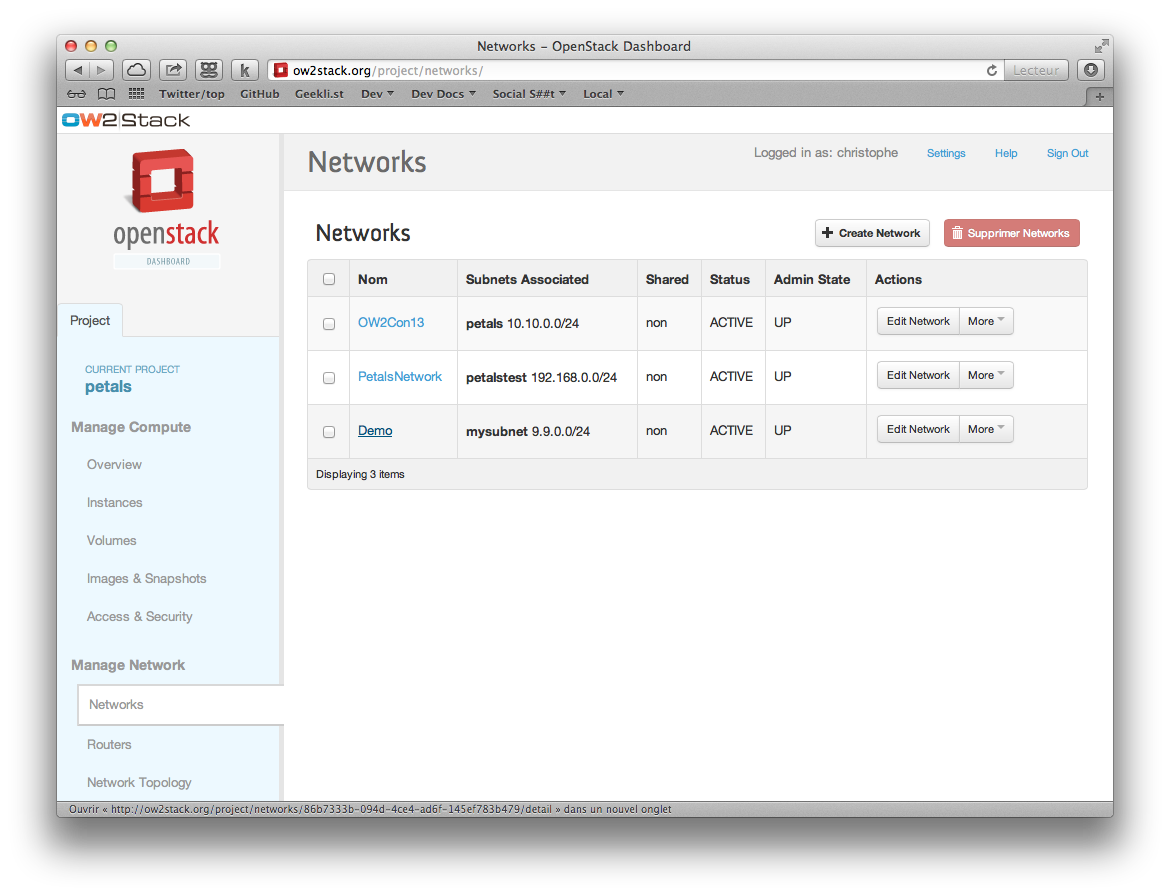 Networks – OpenStack Dashboard
k ow2stack.org/project/networks/ Lecteur
Twitter/top GitHub Geekli.st Dev Dev Docs Social S##t Local
OW2 Stack
openstack
DASHBOARD
Project
CURRENT PROJECT
petals
Manage Compute
Overview
Instances
Volumes
Images & Snapshots
Access & Security
Manage Network
Networks
Routers
Network Topology
Networks
Logged in as: christophe Settings Help Sign Out
Networks
Create Network Supprimer Networks
Nom Subnets Associated Shared Status Admin State Actions
OW2Con13 petals 10.10.0.0/24 non ACTIVE UP Edit Network More
PetalsNetwork petalstest 192.168.0.0/24 non ACTIVE UP Edit Network More
Demo mysubnet 9.9.0.0/24 non ACTIVE UP Edit Network More
Displaying 3 items
Ouvrir « http://ow2stack.org/project/networks/86b7333b-094d-4ce4-ad6f-145ef783b479/detail » dans un nouvel onglet